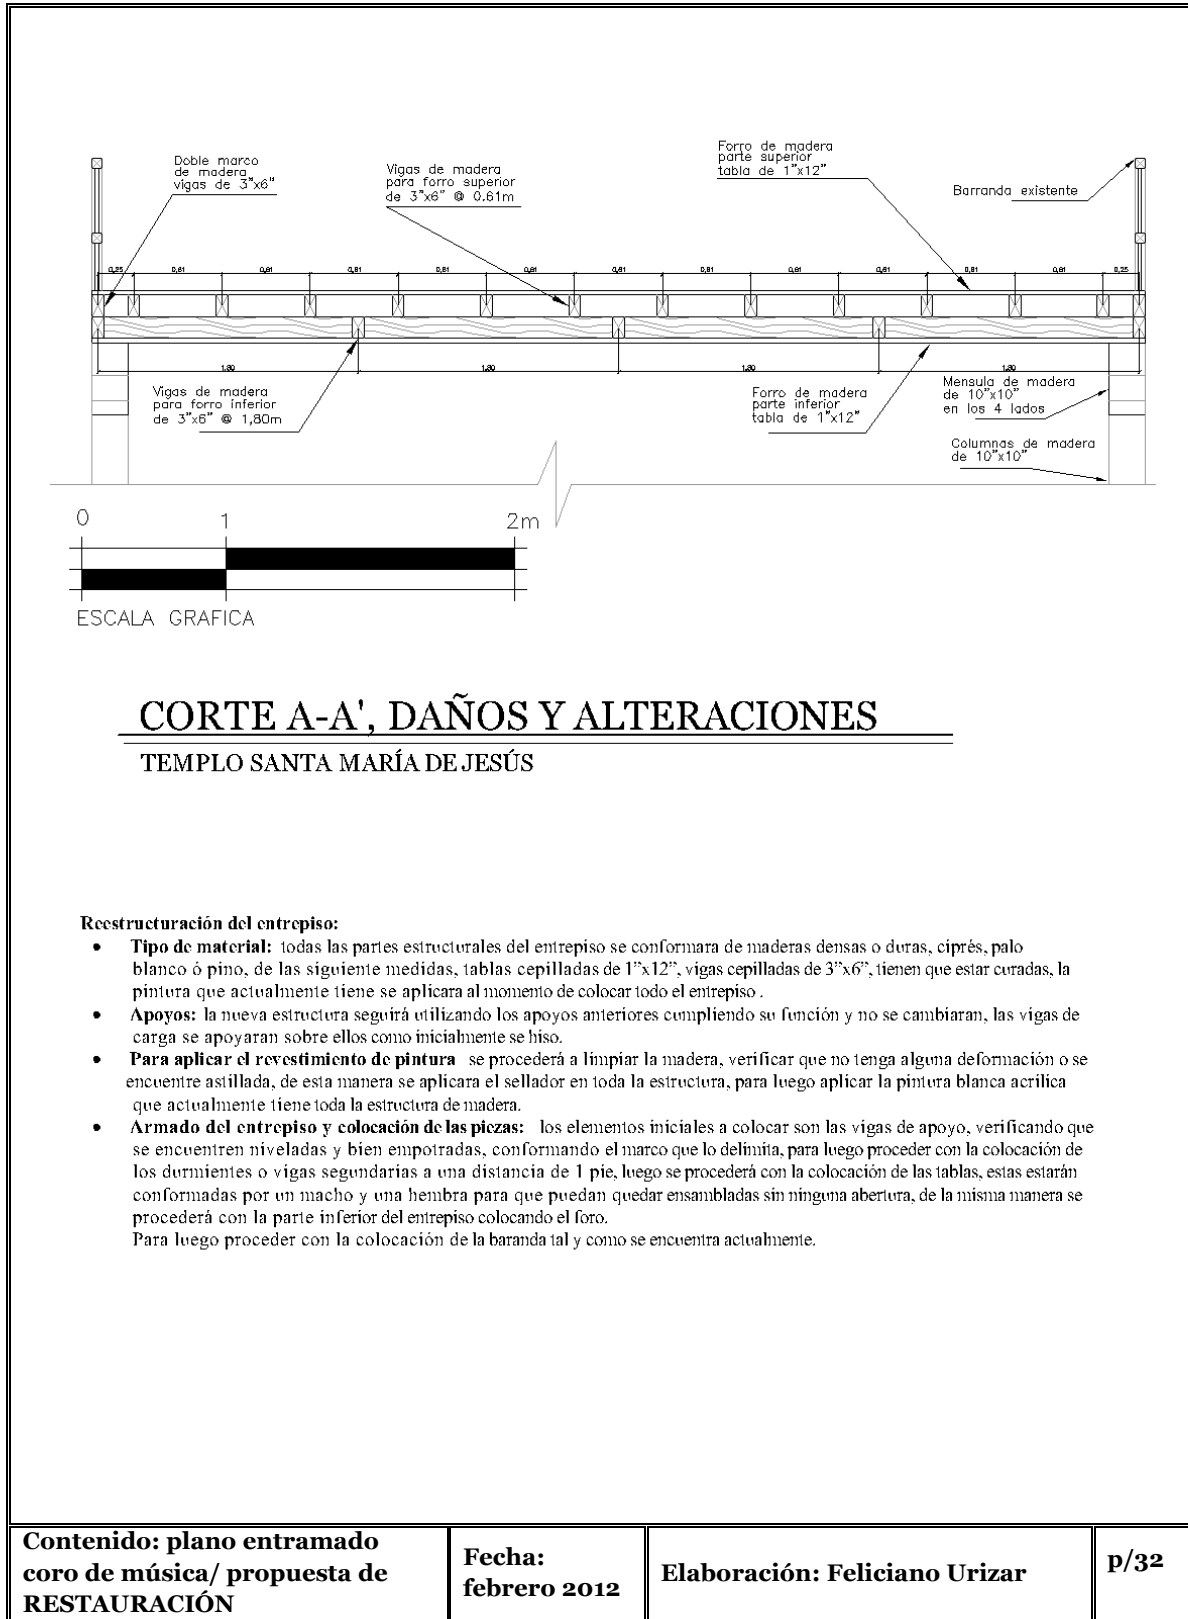 Doble marco
de madera
vigas de 3"x6"
Vigas de madera
para forro superior
de 3"x6" @ 0.61m
Forro de madera
parte superior
tabla de 1"x12"
Barranda existente
0,25 0,61 0,61 0,61 0,61 0,61 0,61 0,61 0,61 0,61 0,61 0,61 0,25
1,80 1,80 1,80 1,80
Vigas de madera
para forro inferior
de 3"x6" @ 1,80m
Forro de madera
parte inferior
tabla de 1"x12"
Mensula de madera
de 10"x10"
en los 4 lados
Columnas de madera
de 10"x10"
0 1 2m
ESCALA GRAFICA
CORTE A-A', DAÑOS Y ALTERACIONES
TEMPLO SANTA MARÍA DE JESÚS
Reestructuración del entrepiso:
• Tipo de material: todas las partes estructurales del entrepiso se conformara de maderas densas o duras, ciprés, palo
blanco ó pino, de las siguiente medidas, tablas cepilladas de 1"x12", vigas cepilladas de 3"x6", tienen que estar curadas, la
pintura que actualmente tiene se aplicara al momento de colocar todo el entrepiso .
• Apoyos: la nueva estructura seguirá utilizando los apoyos anteriores cumpliendo su función y no se cambiaran, las vigas de
carga se apoyaran sobre ellos como inicialmente se hiso.
• Para aplicar el revestimiento de pintura se procederá a limpiar la madera, verificar que no tenga alguna deformación o se
encuentre astillada, de esta manera se aplicara el sellador en toda la estructura, para luego aplicar la pintura blanca acrílica
que actualmente tiene toda la estructura de madera.
• Armado del entrepiso y colocación de las piezas: los elementos iniciales a colocar son las vigas de apoyo, verificando que
se encuentren niveladas y bien empotradas, conformando el marco que lo delimita, para luego proceder con la colocación de
los durmientes o vigas segundarias a una distancia de 1 pie, luego se procederá con la colocación de las tablas, estas estarán
conformadas por un macho y una hembra para que puedan quedar ensambladas sin ninguna abertura, de la misma manera se
procederá con la parte inferior del entrepiso colocando el foro.
Para luego proceder con la colocación de la baranda tal y como se encuentra actualmente.
Contenido: plano entramado
coro de música/ propuesta de
RESTAURACIÓN
Fecha:
febrero 2012
Elaboración: Feliciano Urizar
p/32